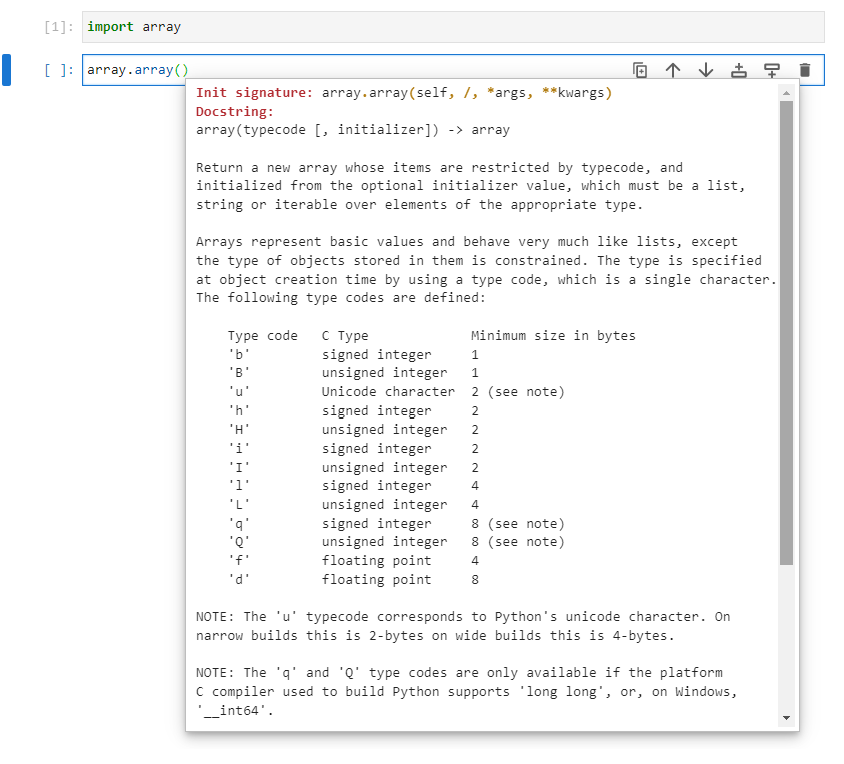 [1]: import array
[ ]: array.array()
Init signature: array.array(self, /, *args, **kwargs)
Docstring:
array(typecode [, initializer]) -> array
Return a new array whose items are restricted by typecode, and
initialized from the optional initializer value, which must be a list,
string or iterable over elements of the appropriate type.
Arrays represent basic values and behave very much like lists, except
the type of objects stored in them is constrained. The type is specified
at object creation time by using a type code, which is a single character.
The following type codes are defined:
Type code   C Type             Minimum size in bytes
'b'         signed integer     1
'B'         unsigned integer   1
'u'         Unicode character  2 (see note)
'h'         signed integer     2
'H'         unsigned integer   2
'i'         signed integer     2
'I'         unsigned integer   2
'l'         signed integer     4
'L'         unsigned integer   4
'q'         signed integer     8 (see note)
'Q'         unsigned integer   8 (see note)
'f'         floating point     4
'd'         floating point     8
NOTE: The 'u' typecode corresponds to Python's unicode character. On
narrow builds this is 2-bytes on wide builds this is 4-bytes.
NOTE: The 'q' and 'Q' type codes are only available if the platform
C compiler used to build Python supports 'long long', or, on Windows,
'__int64'.